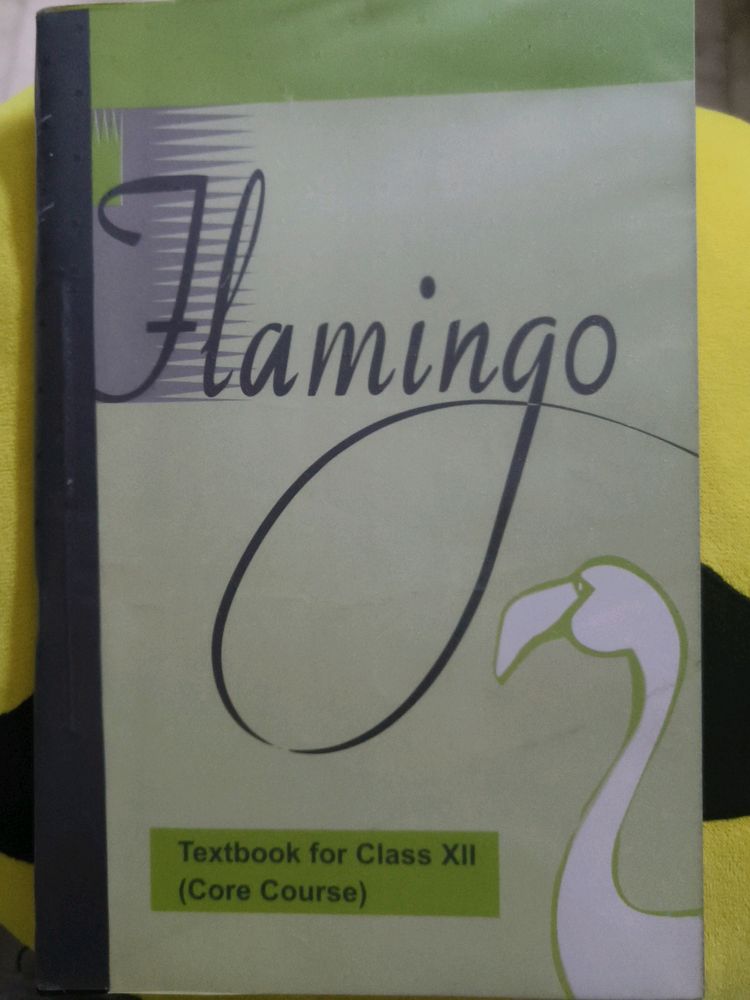 Flamingo
Textbook for Class XII
(Core Course)